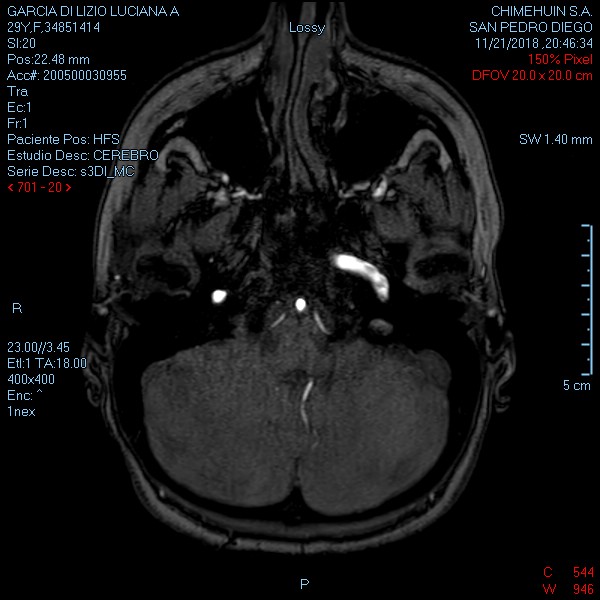 GARCIA DI LIZIO LUCIANA A
29Y,F,34851414
Sl:20
Pos:22.48 mm
Acc#: 200500030955
Tra
Ec:1
Fr:1
Paciente Pos: HFS
Estudio Desc: CEREBRO
Serie Desc: s3DI_MC
< 701 - 20 >
Lossy
CHIMEHUIN S.A.
SAN PEDRO DIEGO
11/21/2018 ,20:46:34
150% Pixel
DFOV 20.0 x 20.0 cm
SW 1.40 mm
R
23.00//3.45
Etl:1 TA:18.00
400x400
Enc: ^
1nex
5 cm
P
C 544
W 946